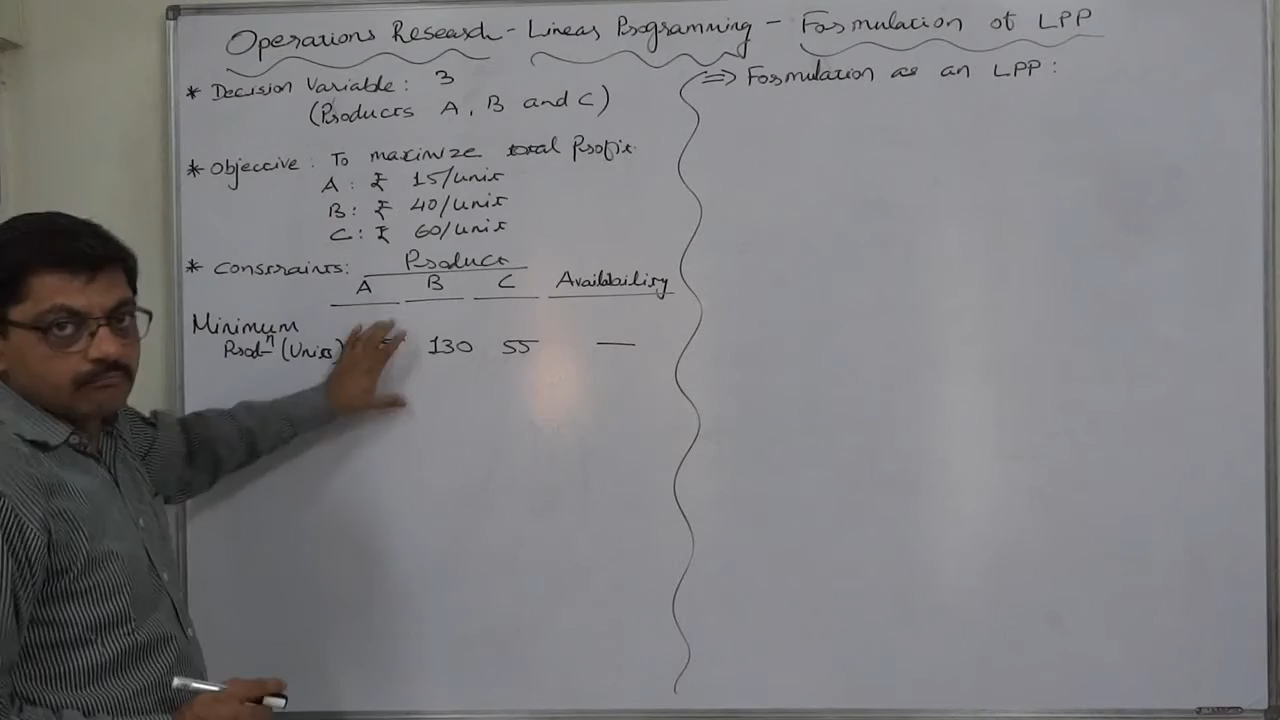 Operations Research - Linear Programming - Formulation of LPP
* Decision Variable : 3
(Products A, B and C)
* Objective : To maximize total Profit.
A : ₹ 15/unit
B : ₹ 40/unit
C : ₹ 60/unit
* Constraints : Product
A B C Availability
Minimum
Prodⁿ (Units) 130 55 —
⇒ Formulation as an LPP :